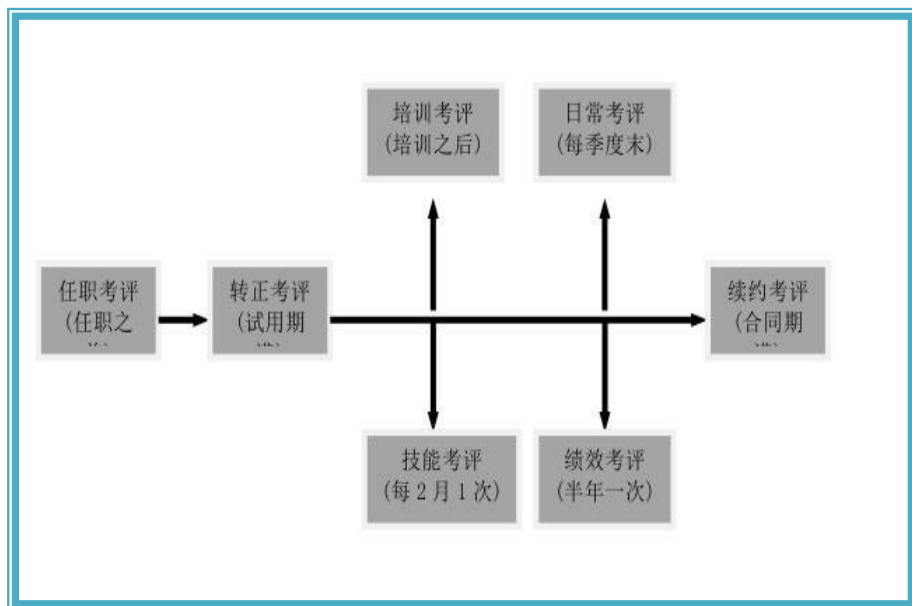 培训考评
(培训之后)
日常考评
(每季度末)
任职考评
(任职之
转正考评
(试用期
续约考评
(合同期
技能考评
(每 2 月 1 次)
绩效考评
(半年一次)